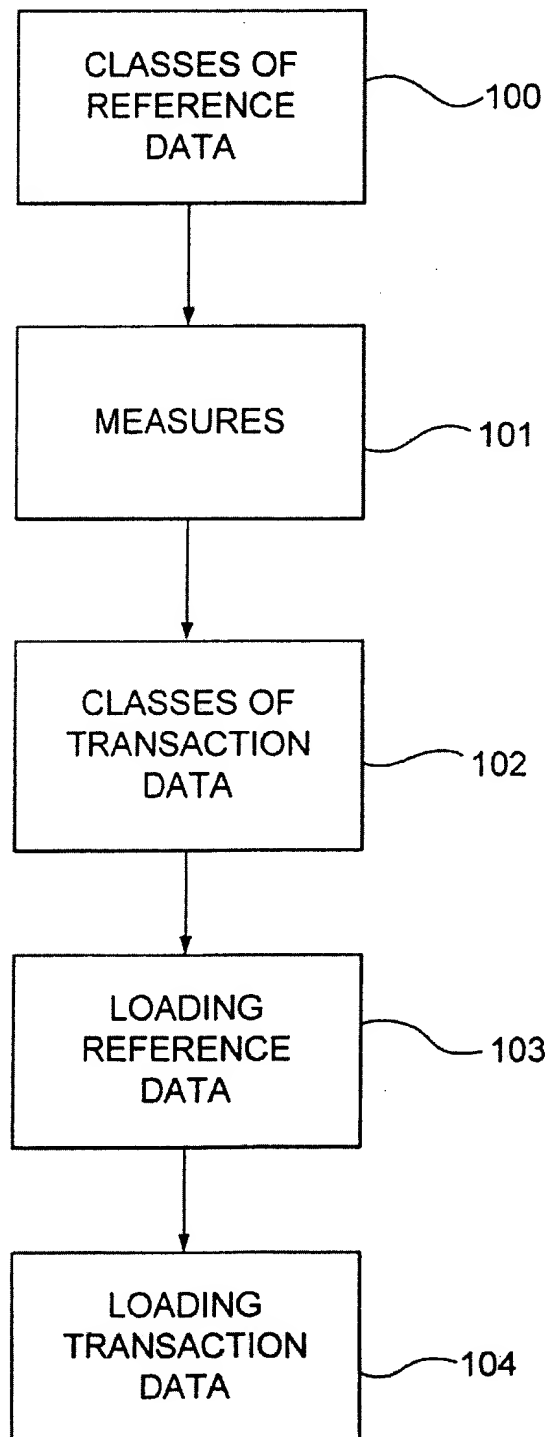 CLASSES OF
REFERENCE
DATA
100
MEASURES
101
CLASSES OF
TRANSACTION
DATA
102
LOADING
REFERENCE
DATA
103
LOADING
TRANSACTION
DATA
104